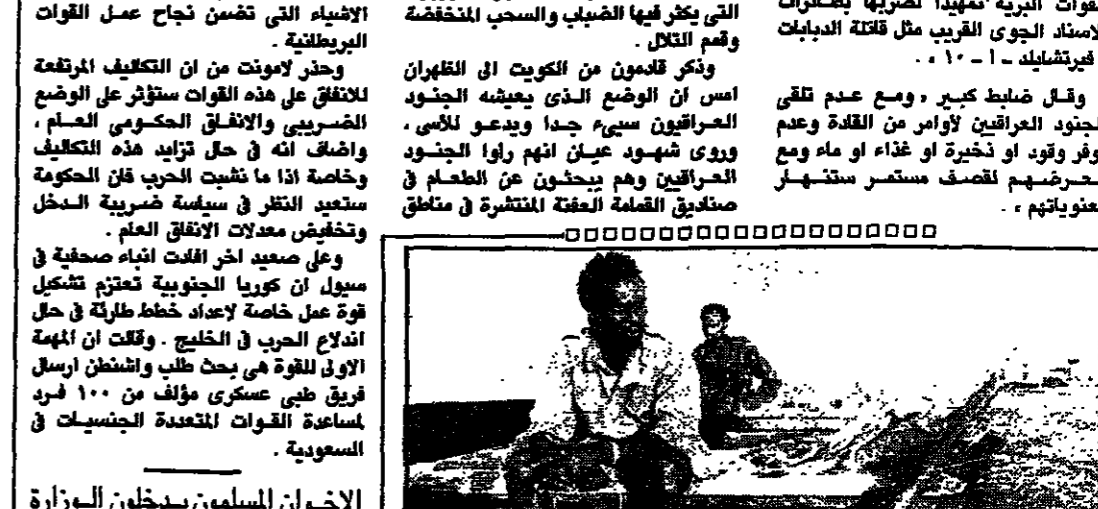 القوات البرية تمهيدا لضربها بطائرات
الاسناد الجوى القريب مثل قاتلة الدبابات
فيرتشايلد - ا - ١٠ » .
وقال ضابط كبير « ومع عدم تلقى
الجنود العراقيين لأوامر من القادة وعدم
توفر وقود او ذخيرة او غذاء او ماء ومع
تعرضهم لقصف مستمر ستنهار
معنوياتهم » .
التى يكثر فيها الضباب والسحب المنخفضة
وقمم التلال .
وذكر قادمون من الكويت الى الظهران
امس ان الوضع الذى يعيشه الجنود
العراقيون سيىء جدا ويدعو للأسى ،
وروى شهود عيان انهم رأوا الجنود
العراقيين وهم يبحثون عن الطعام فى
صناديق القمامة العفنة المنتشرة فى مناطق
الاشياء التى تضمن نجاح عمل القوات
البريطانية .
وحذر لامونت من ان التكاليف المرتفعة
للانفاق على هذه القوات ستؤثر على الوضع
الضريبى والانفاق الحكومى العام ،
واضاف انه فى حال تزايد هذه التكاليف
وخاصة اذا ما نشبت الحرب فان الحكومة
ستعيد النظر فى سياسة ضريبة الدخل
وتخفيض معدلات الانفاق العام .
وعلى صعيد اخر افادت انباء صحفية فى
سيول ان كوريا الجنوبية تعتزم تشكيل
قوة عمل خاصة لاعداد خطط طارئة فى حال
اندلاع الحرب فى الخليج . وقالت ان المهمة
الاولى للقوة هى بحث طلب واشنطن ارسال
فريق طبى عسكرى مؤلف من ١٠٠ فرد
لمساعدة القوات المتعددة الجنسيات فى
السعودية .
الاخوان المسلمون يدخلون الوزارة